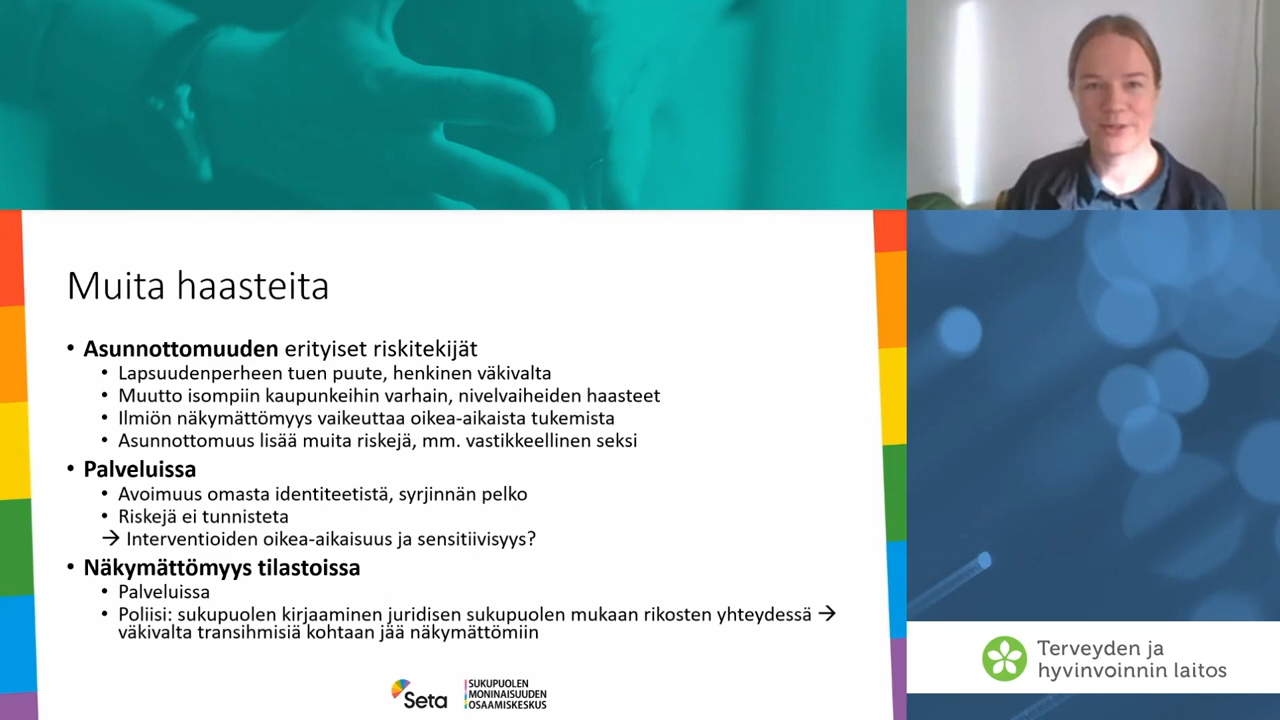 Muita haasteita
• Asunnottomuuden erityiset riskitekijät
• Lapsuudenperheen tuen puute, henkinen väkivalta
• Muutto isompiin kaupunkeihin varhain, nivelvaiheiden haasteet
• Ilmiön näkymättömyys vaikeuttaa oikea-aikaista tukemista
• Asunnottomuus lisää muita riskejä, mm. vastikkeellinen seksi
• Palveluissa
• Avoimuus omasta identiteetistä, syrjinnän pelko
• Riskejä ei tunnisteta
→ Interventioiden oikea-aikaisuus ja sensitiivisyys?
• Näkymättömyys tilastoissa
• Palveluissa
• Poliisi: sukupuolen kirjaaminen juridisen sukupuolen mukaan rikosten yhteydessä →
väkivalta transihmisiä kohtaan jää näkymättömiin
Seta
SUKUPUOLEN
MONINAISUUDEN
OSAAMISKESKUS
Terveyden ja
hyvinvoinnin laitos